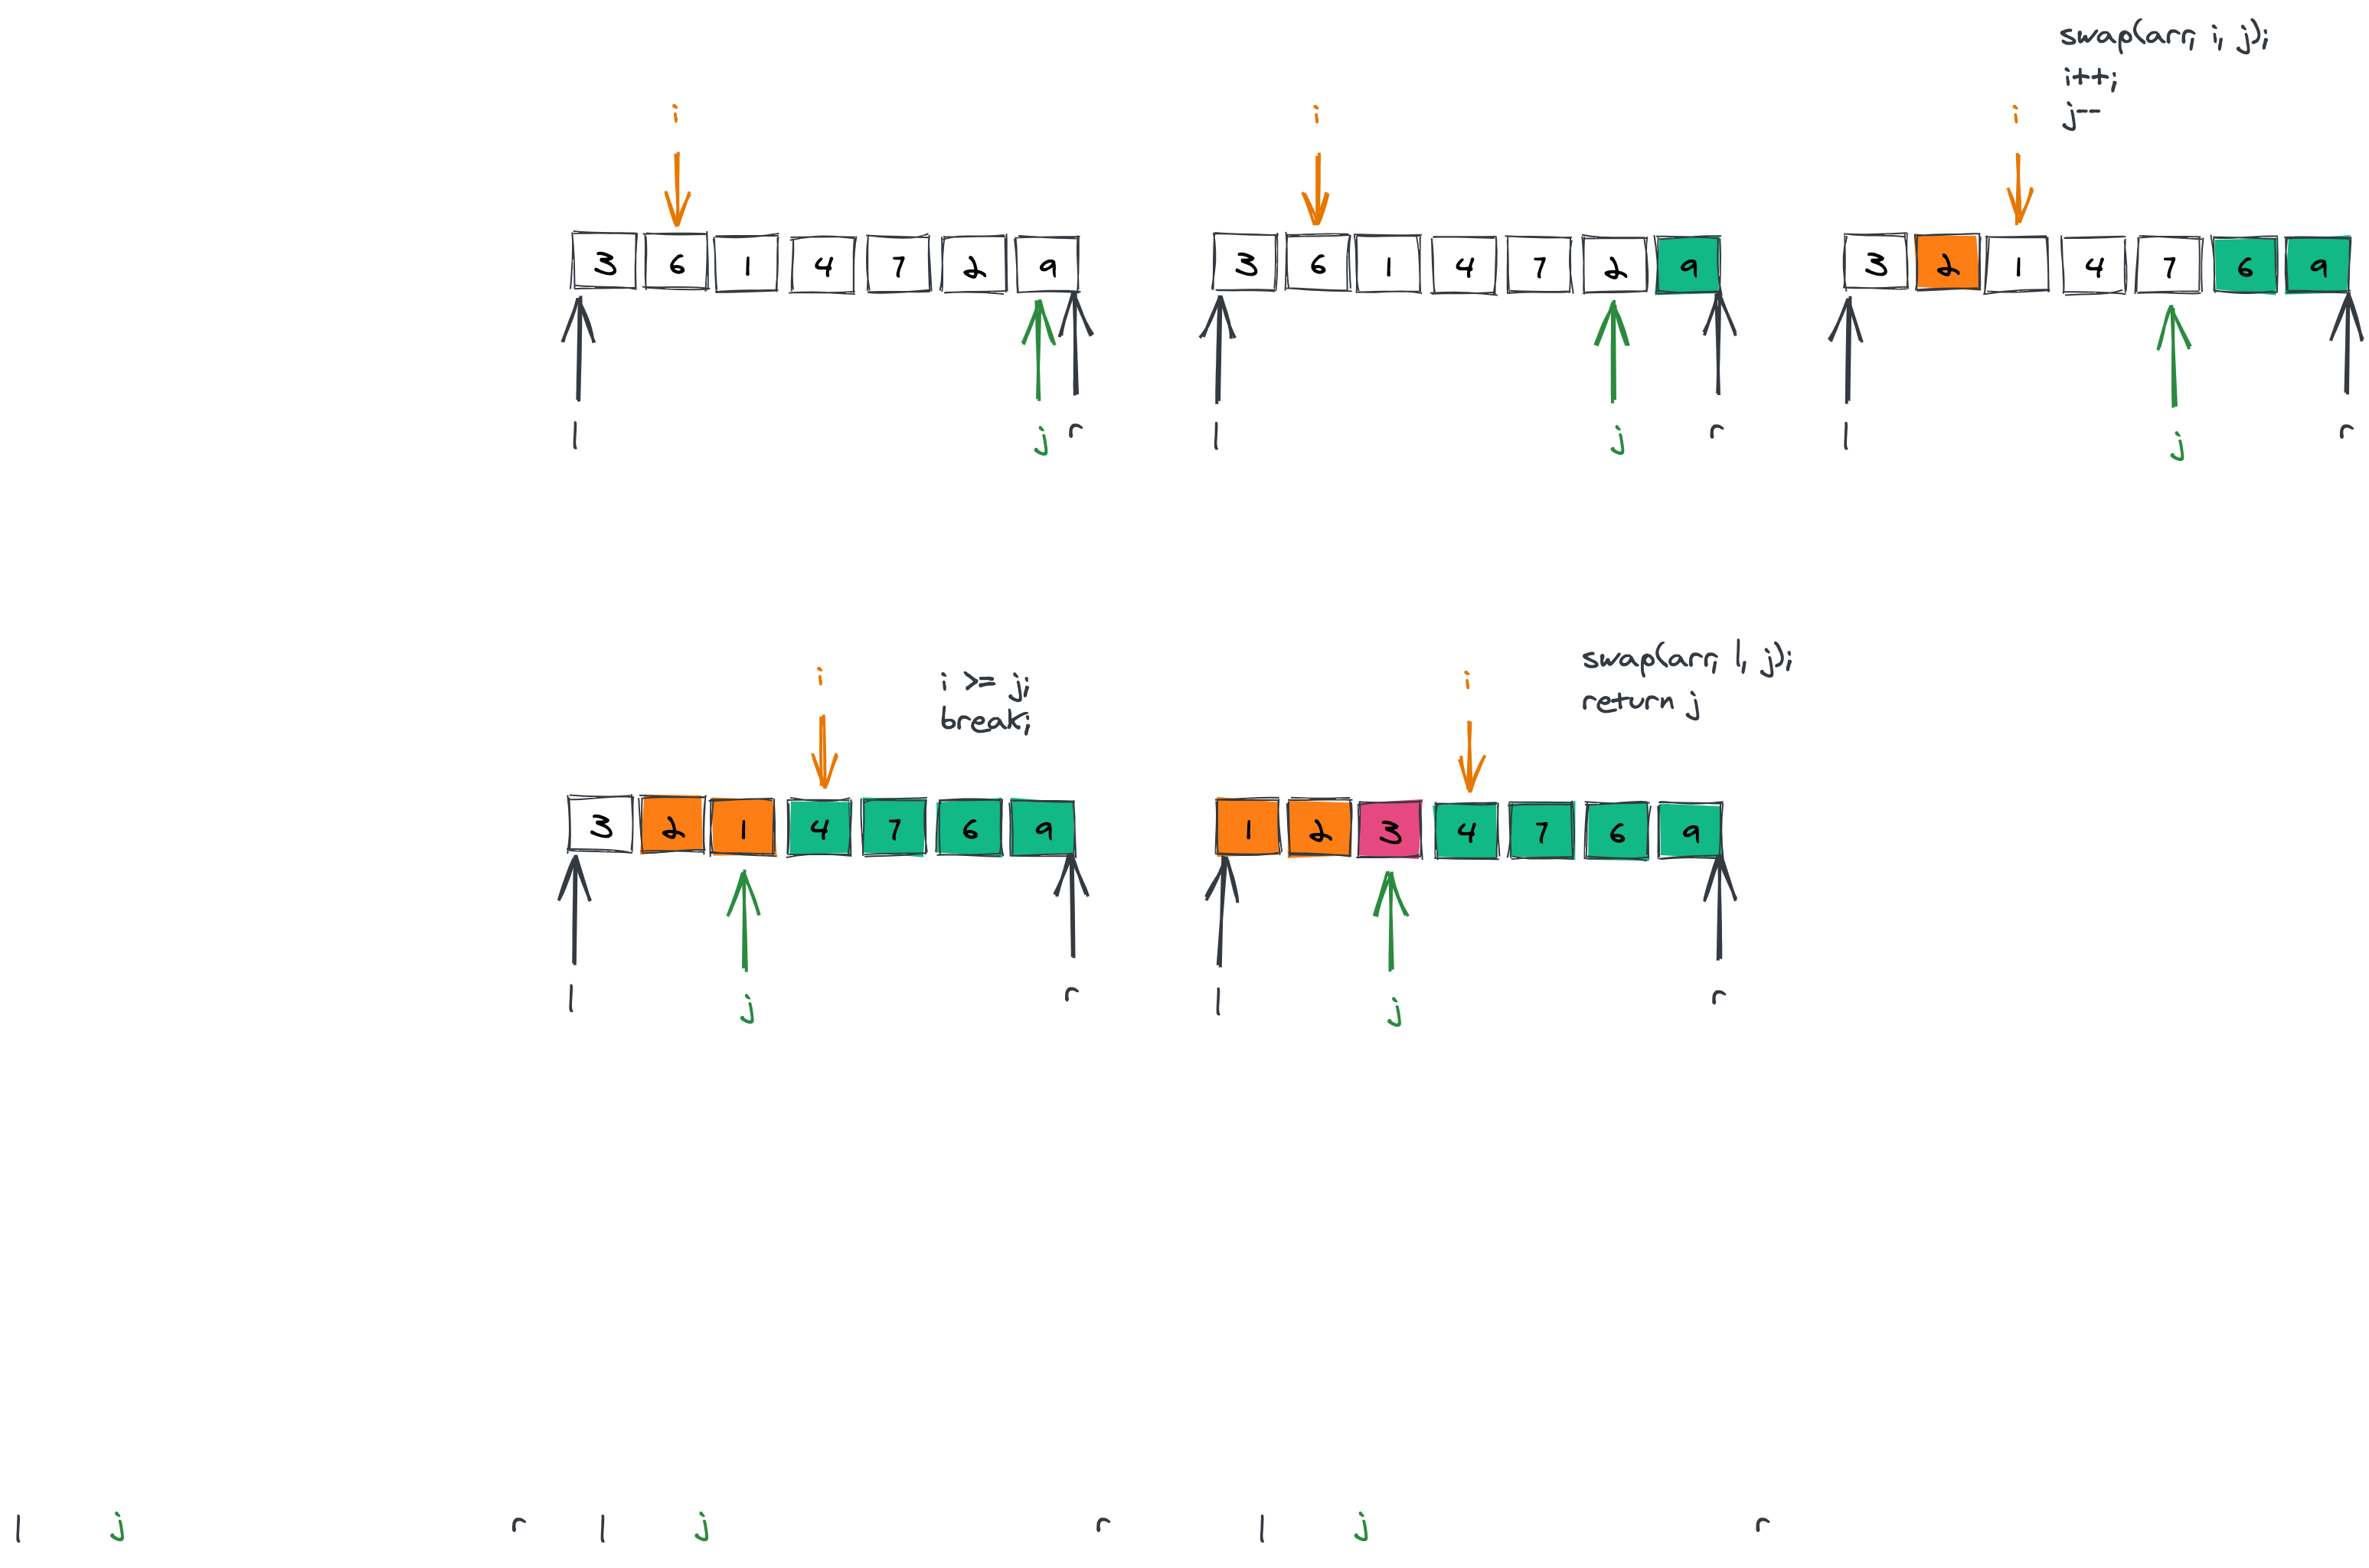 swap(arr, i, j);
i++;
j--
i
i
i
3 6 1 4 7 2 9
3 6 1 4 7 2 9
3 2 1 4 7 6 9
l j r
l j r
l j r
swap(arr, l, j);
return j
i >= j;
break;
i
i
3 2 1 4 7 6 9
1 2 3 4 7 6 9
l j r
l j r
l j r l j r l j r